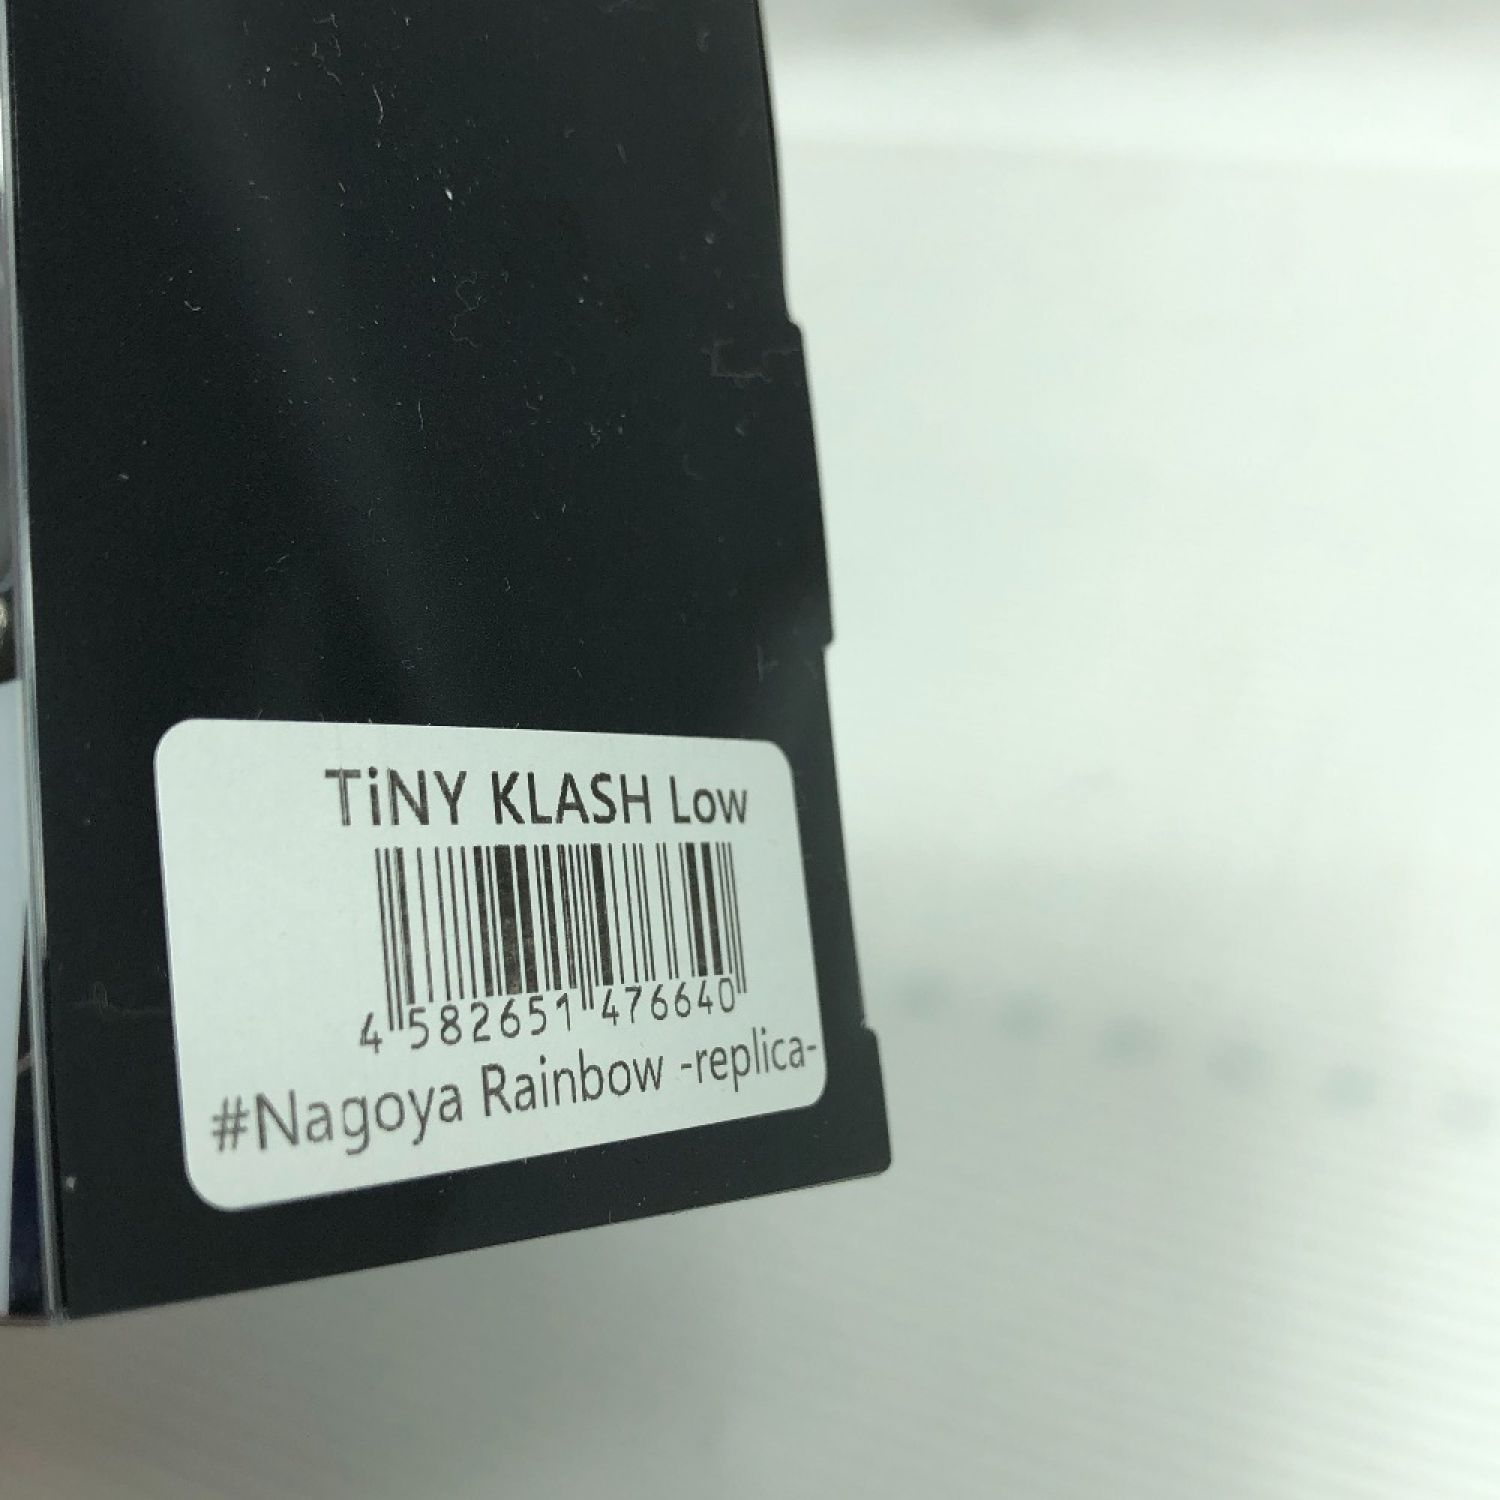 TiNY KLASH Low
4 582651 476640
#Nagoya Rainbow -replica-